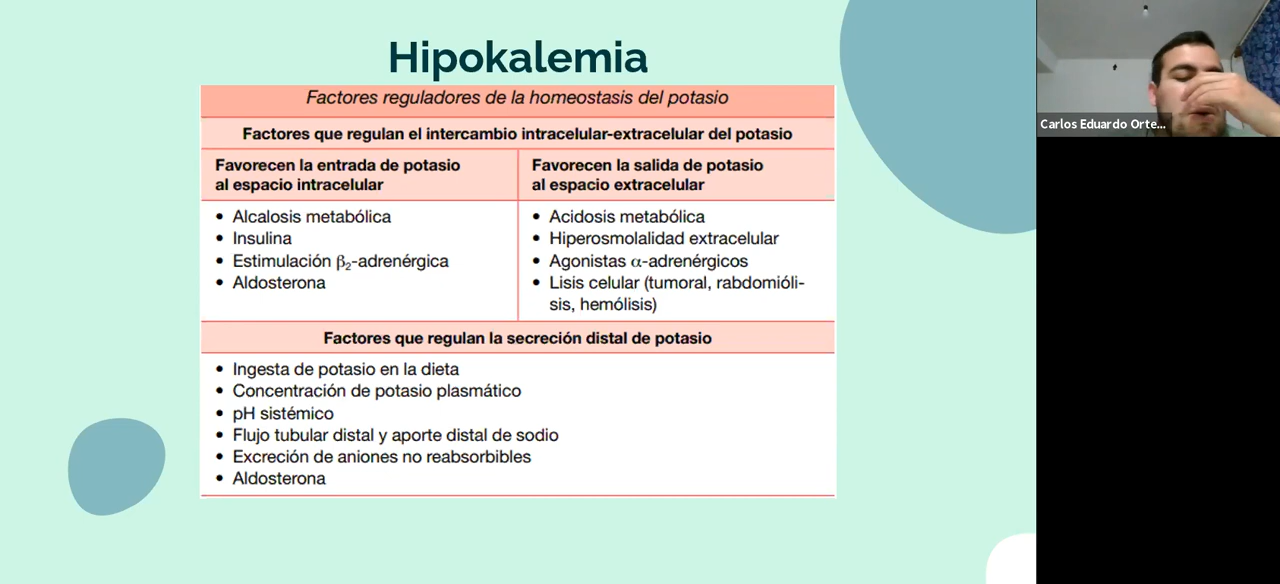 Hipokalemia
Factores reguladores de la homeostasis del potasio
Factores que regulan el intercambio intracelular-extracelular del potasio
Favorecen la entrada de potasio
al espacio intracelular
• Alcalosis metabólica
• Insulina
• Estimulación β₂-adrenérgica
• Aldosterona
Favorecen la salida de potasio
al espacio extracelular
• Acidosis metabólica
• Hiperosmolalidad extracelular
• Agonistas α-adrenérgicos
• Lisis celular (tumoral, rabdomióli-
sis, hemólisis)
Factores que regulan la secreción distal de potasio
• Ingesta de potasio en la dieta
• Concentración de potasio plasmático
• pH sistémico
• Flujo tubular distal y aporte distal de sodio
• Excreción de aniones no reabsorbibles
• Aldosterona
Carlos Eduardo Orte...